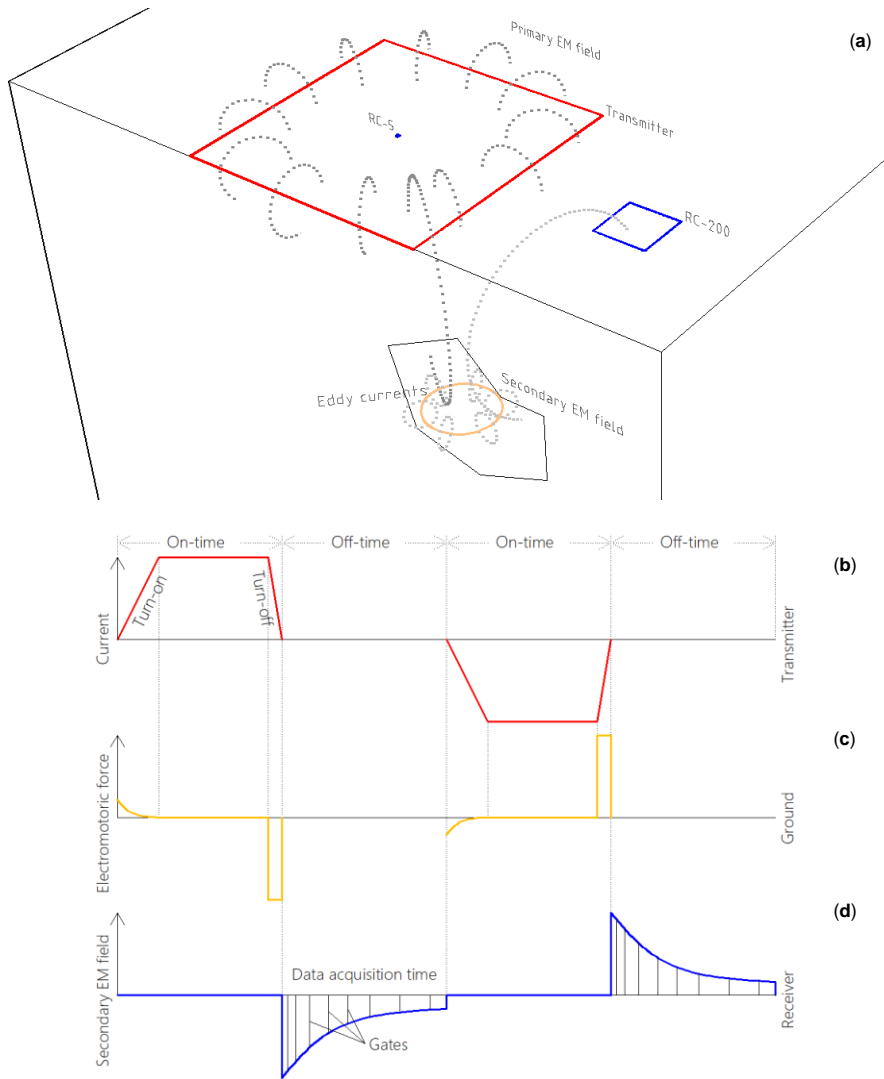 Primary EM field
(a)
RC-5
Transmitter
RC-200
Eddy currents
Secondary EM field
On-time
Off-time
On-time
Off-time
(b)
Turn-on
Turn-off
Current
Transmitter
(c)
Electromotoric force
Ground
(d)
Data acquisition time
Gates
Secondary EM field
Receiver